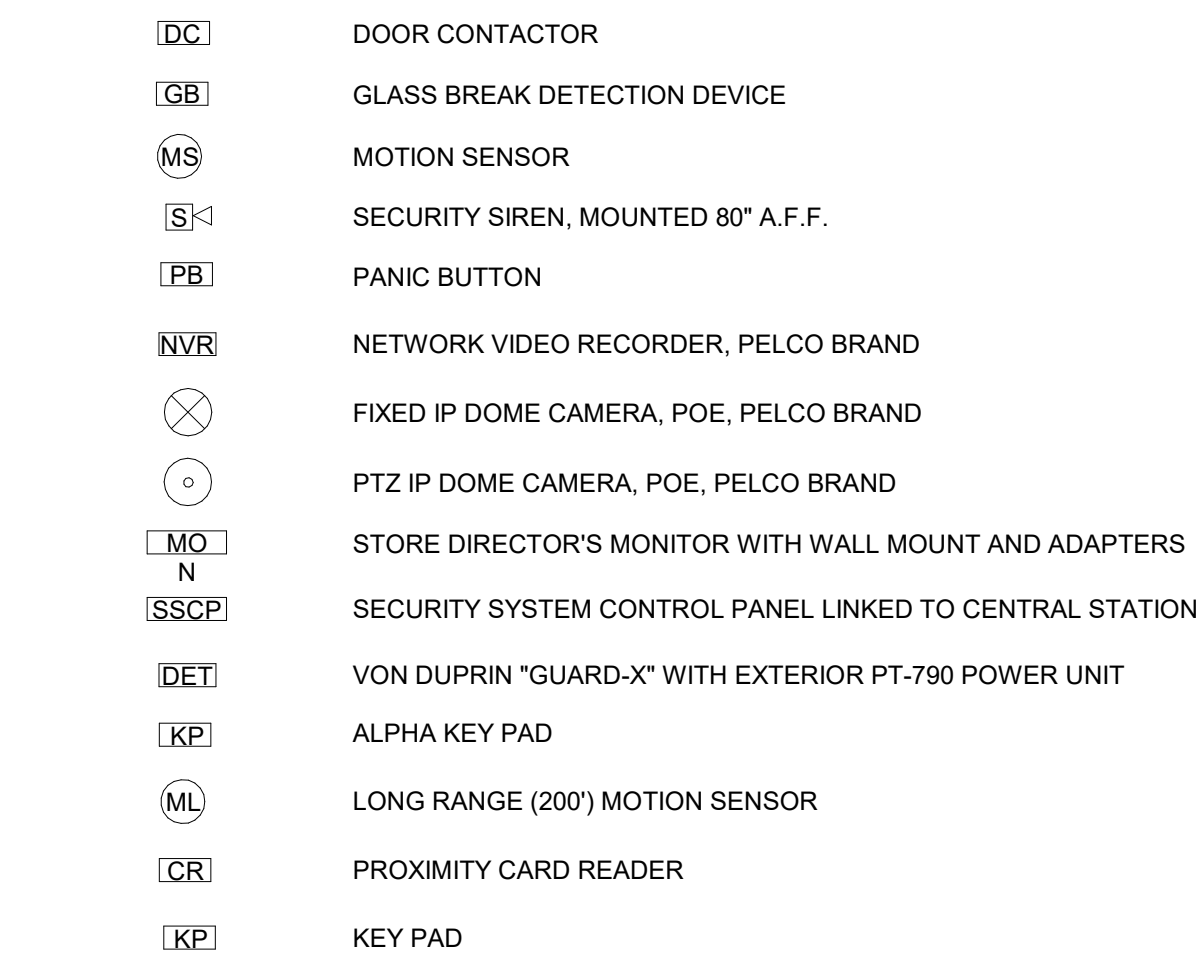 DC DOOR CONTACTOR
GB GLASS BREAK DETECTION DEVICE
MS MOTION SENSOR
S SECURITY SIREN, MOUNTED 80" A.F.F.
PB PANIC BUTTON
NVR NETWORK VIDEO RECORDER, PELCO BRAND
FIXED IP DOME CAMERA, POE, PELCO BRAND
PTZ IP DOME CAMERA, POE, PELCO BRAND
MO STORE DIRECTOR'S MONITOR WITH WALL MOUNT AND ADAPTERS
N
SSCP SECURITY SYSTEM CONTROL PANEL LINKED TO CENTRAL STATION
DET VON DUPRIN "GUARD-X" WITH EXTERIOR PT-790 POWER UNIT
KP ALPHA KEY PAD
ML LONG RANGE (200') MOTION SENSOR
CR PROXIMITY CARD READER
KP KEY PAD